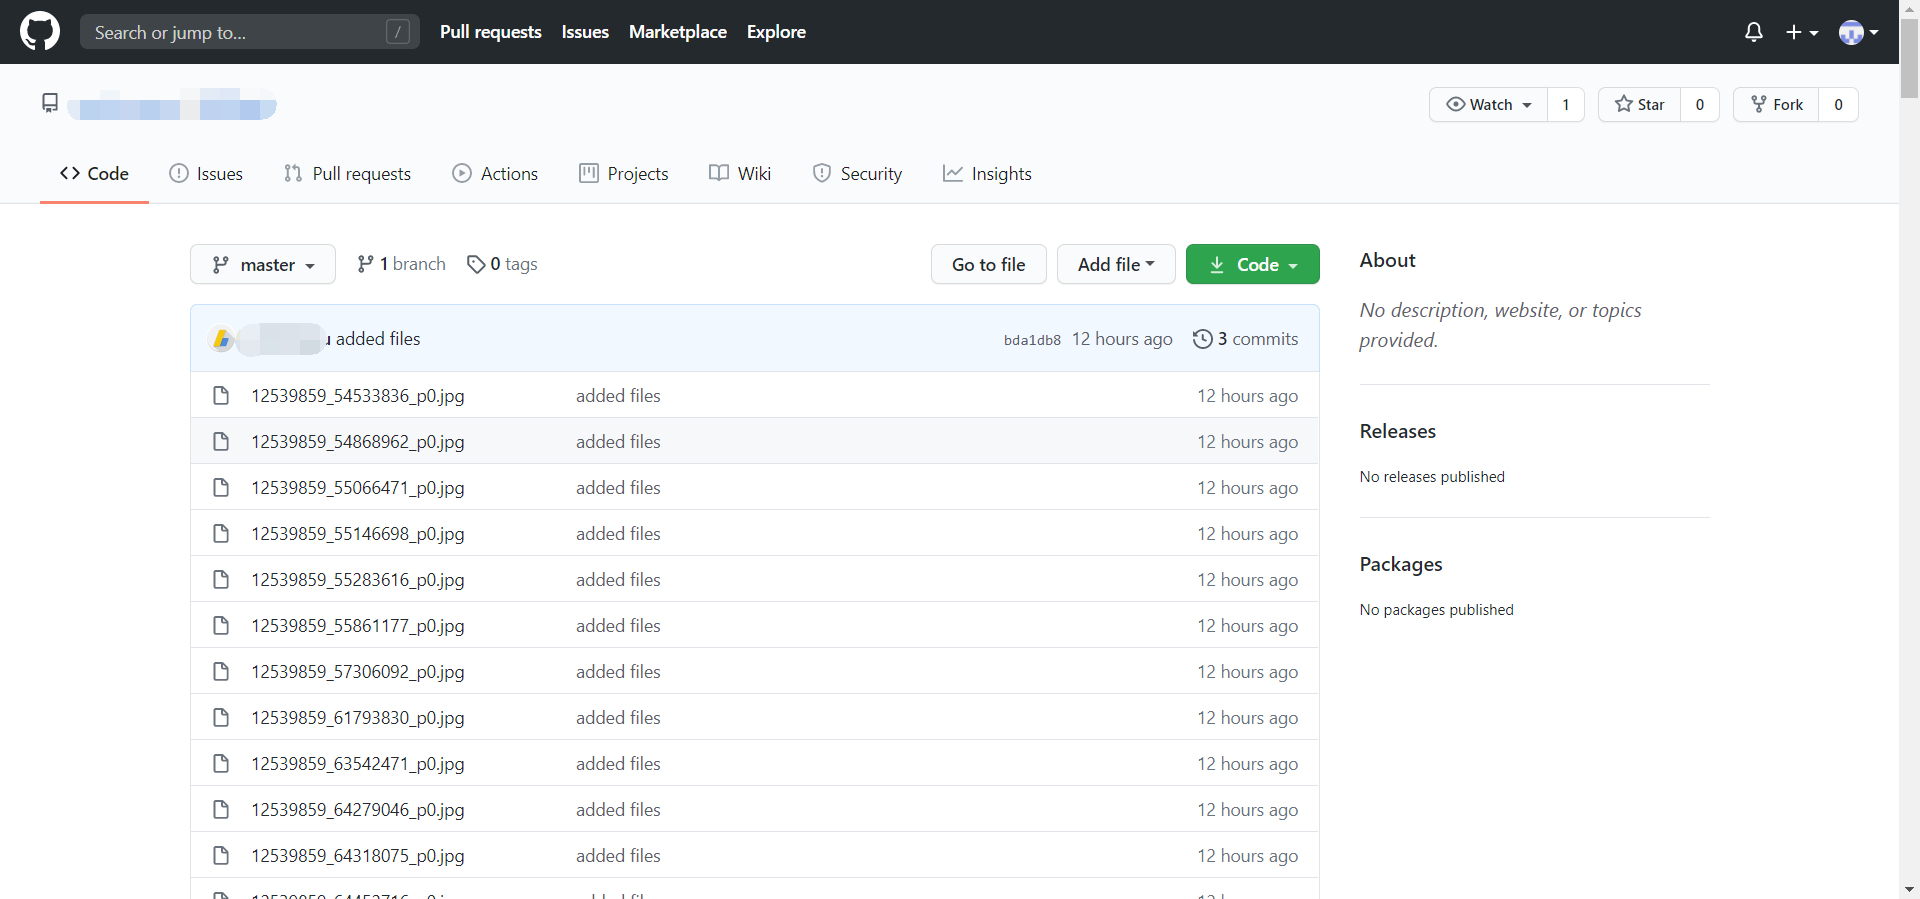 Search or jump to... /
Pull requests Issues Marketplace Explore
Watch 1 Star 0 Fork 0
Code Issues Pull requests Actions Projects Wiki Security Insights
master 1 branch 0 tags Go to file Add file Code
added files bda1db8 12 hours ago 3 commits
12539859_54533836_p0.jpg added files 12 hours ago
12539859_54868962_p0.jpg added files 12 hours ago
12539859_55066471_p0.jpg added files 12 hours ago
12539859_55146698_p0.jpg added files 12 hours ago
12539859_55283616_p0.jpg added files 12 hours ago
12539859_55861177_p0.jpg added files 12 hours ago
12539859_57306092_p0.jpg added files 12 hours ago
12539859_61793830_p0.jpg added files 12 hours ago
12539859_63542471_p0.jpg added files 12 hours ago
12539859_64279046_p0.jpg added files 12 hours ago
12539859_64318075_p0.jpg added files 12 hours ago
About
No description, website, or topics
provided.
Releases
No releases published
Packages
No packages published